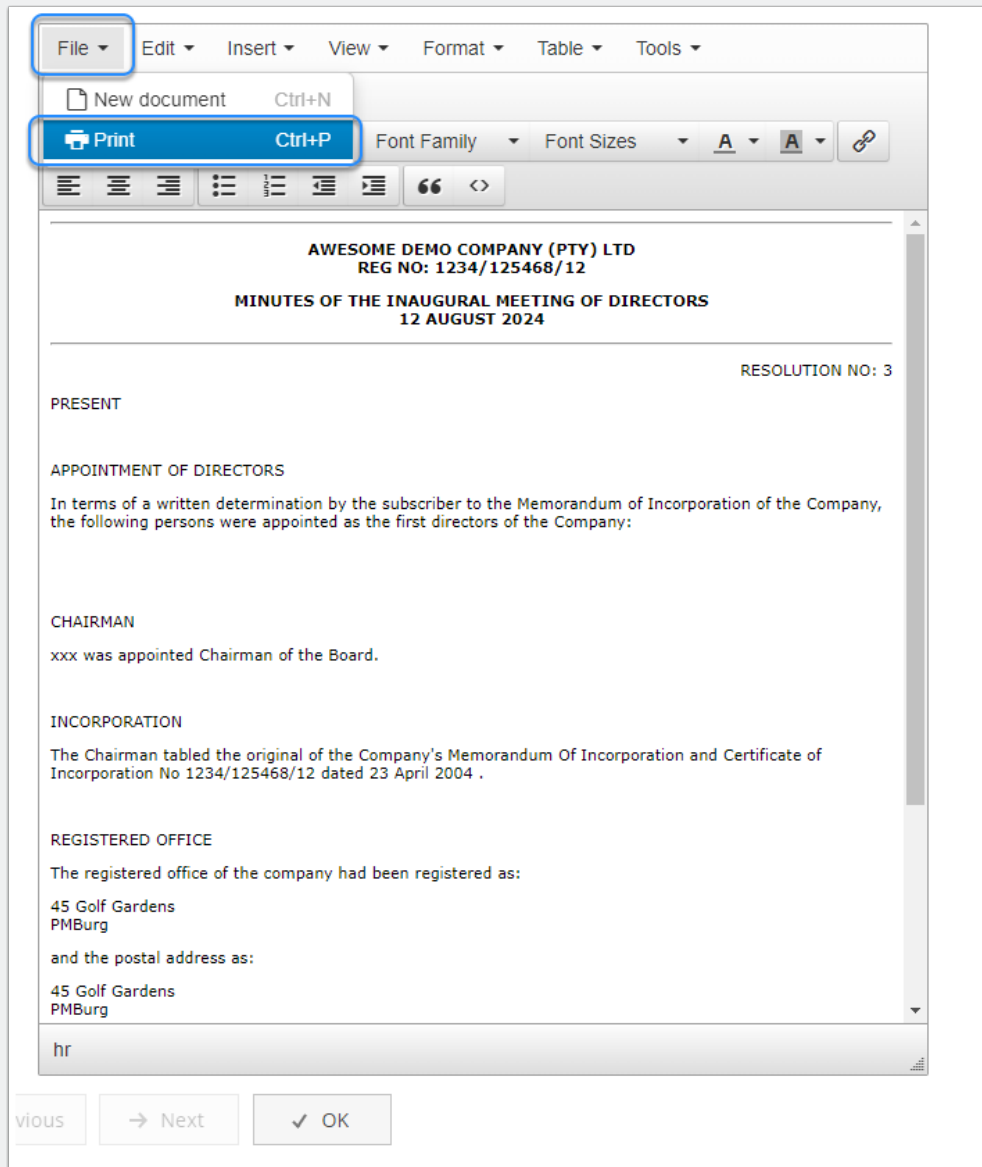 File Edit Insert View Format Table Tools
New document Ctrl+N
Print Ctrl+P Font Family Font Sizes A A
AWESOME DEMO COMPANY (PTY) LTD
REG NO: 1234/125468/12
MINUTES OF THE INAUGURAL MEETING OF DIRECTORS
12 AUGUST 2024
RESOLUTION NO: 3
PRESENT
APPOINTMENT OF DIRECTORS
In terms of a written determination by the subscriber to the Memorandum of Incorporation of the Company,
the following persons were appointed as the first directors of the Company:
CHAIRMAN
xxx was appointed Chairman of the Board.
INCORPORATION
The Chairman tabled the original of the Company's Memorandum Of Incorporation and Certificate of
Incorporation No 1234/125468/12 dated 23 April 2004 .
REGISTERED OFFICE
The registered office of the company had been registered as:
45 Golf Gardens
PMBurg
and the postal address as:
45 Golf Gardens
PMBurg
hr
vious Next OK